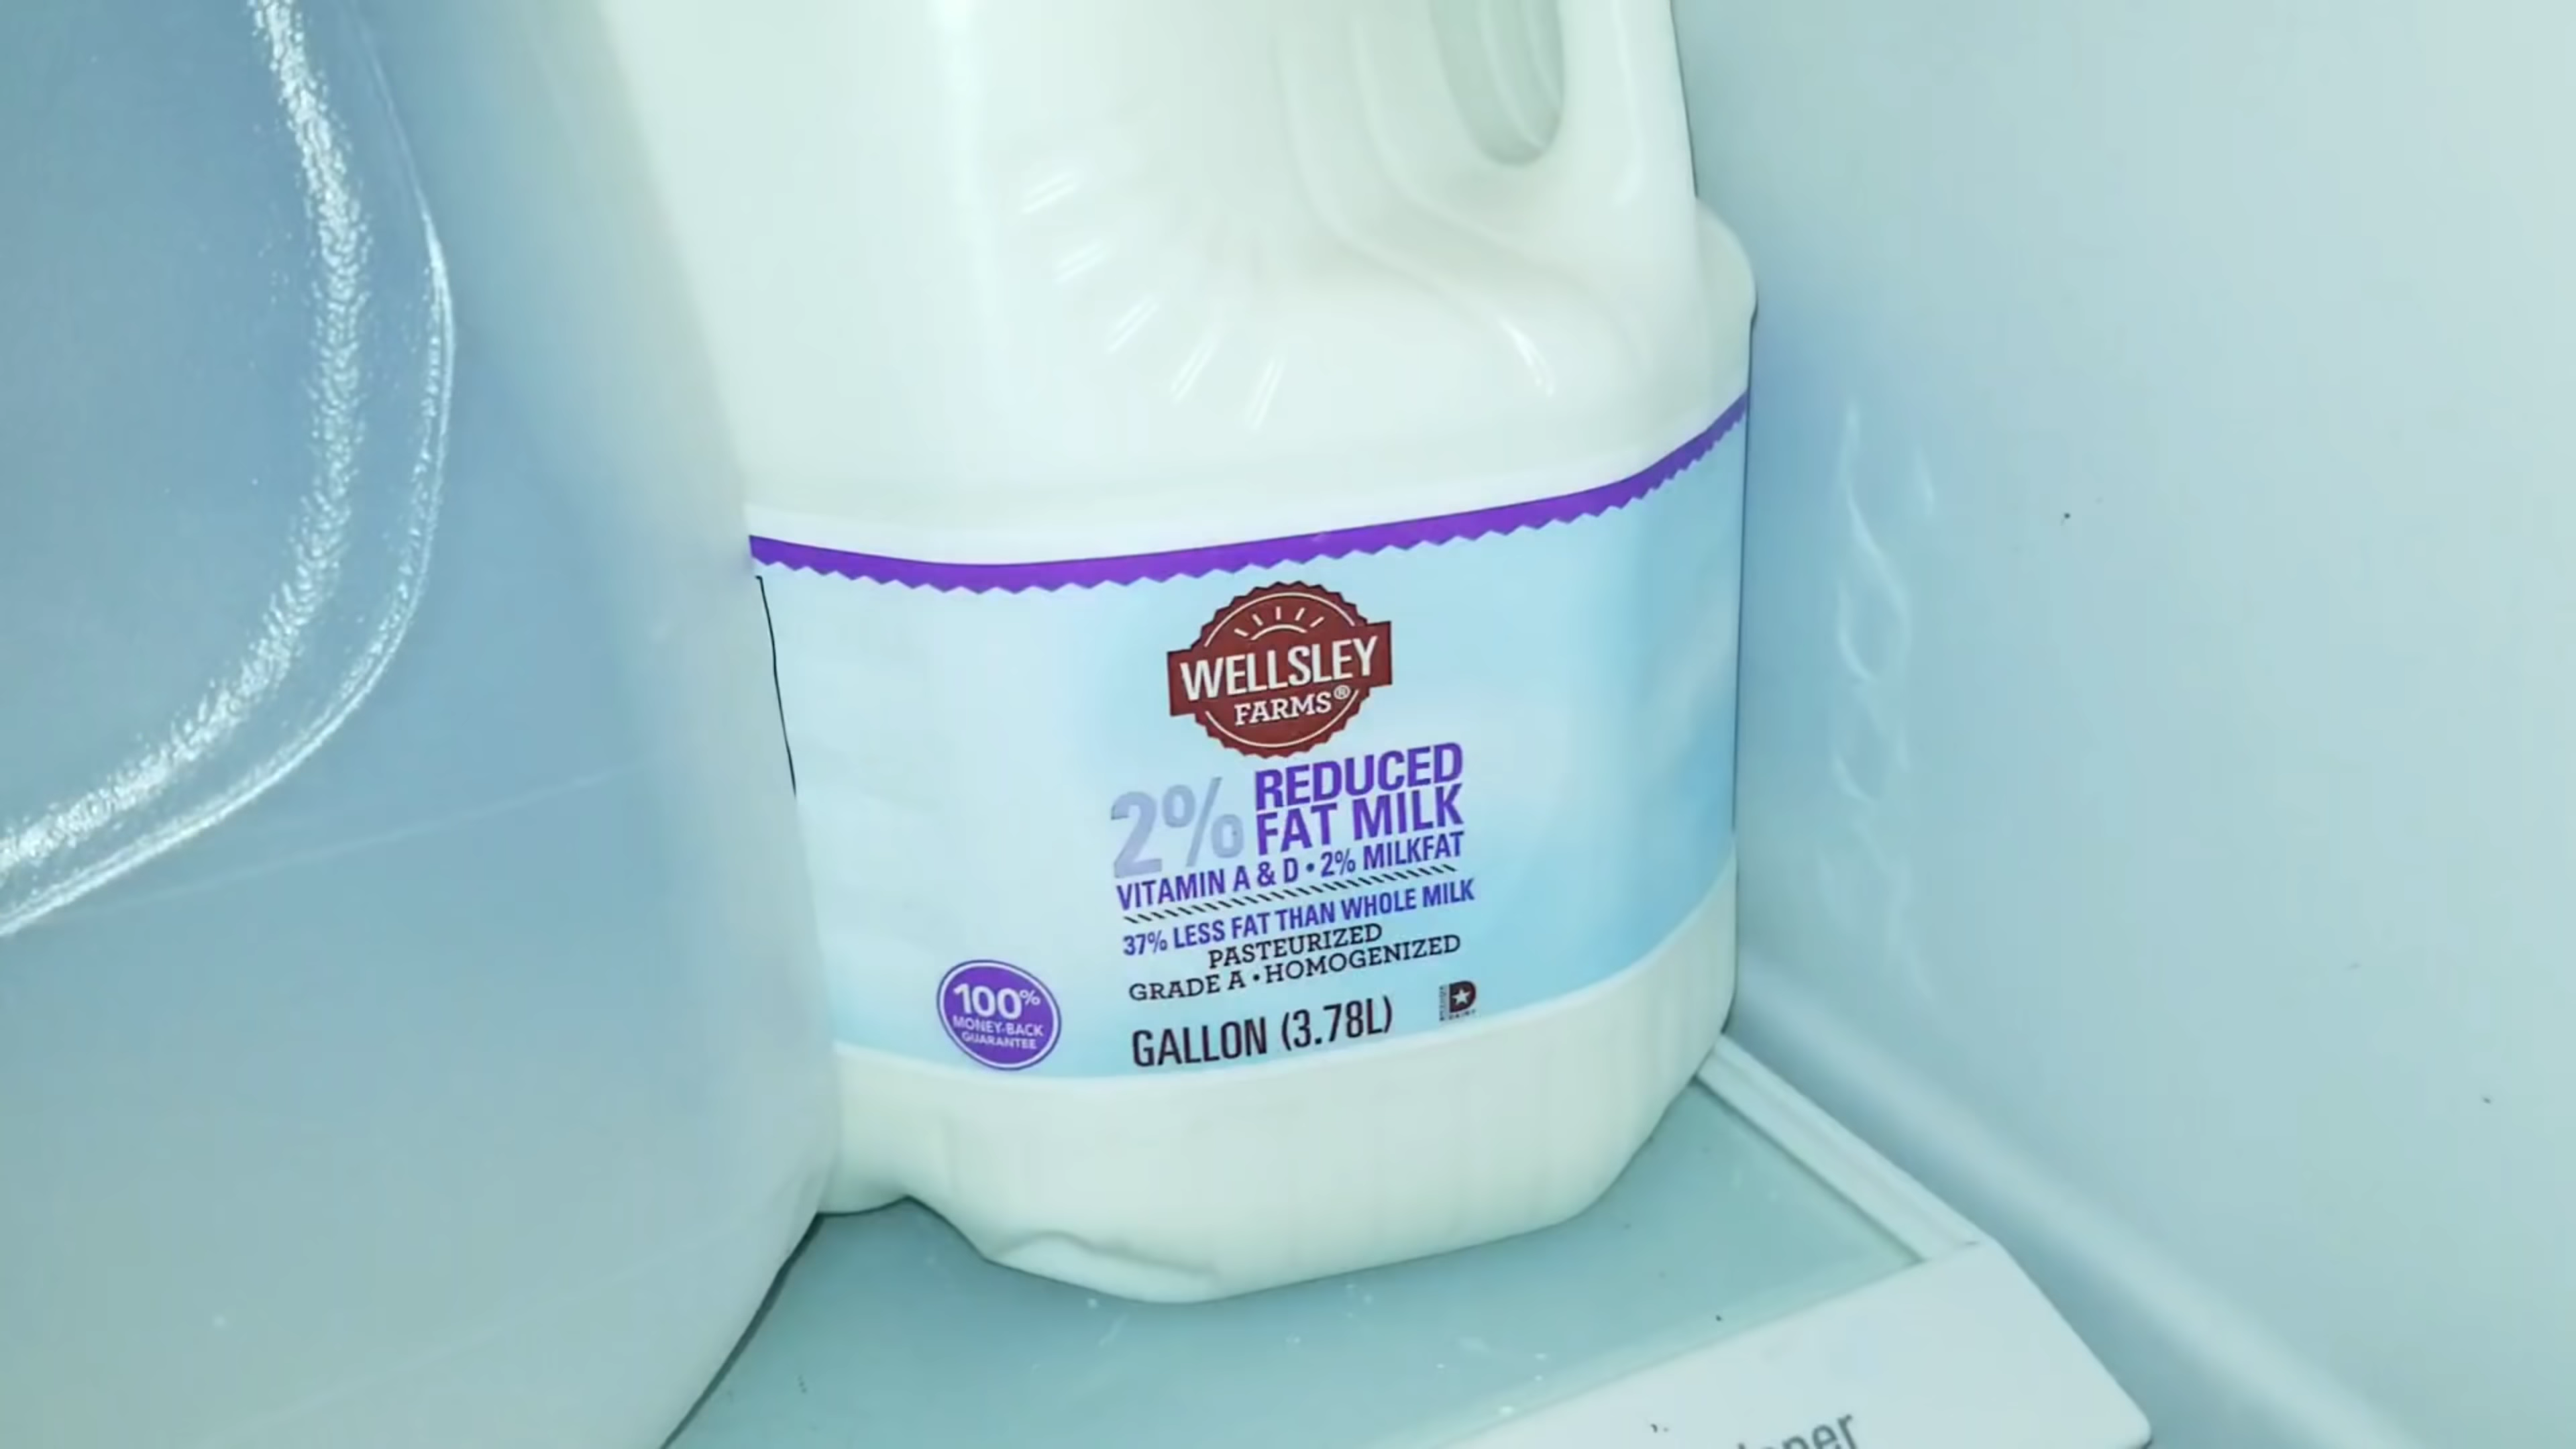 WELLSLEY
FARMS®
2% REDUCED
FAT MILK
VITAMIN A & D • 2% MILKFAT
37% LESS FAT THAN WHOLE MILK
PASTEURIZED
GRADE A • HOMOGENIZED
100%
MONEY-BACK
GUARANTEE
GALLON (3.78L)